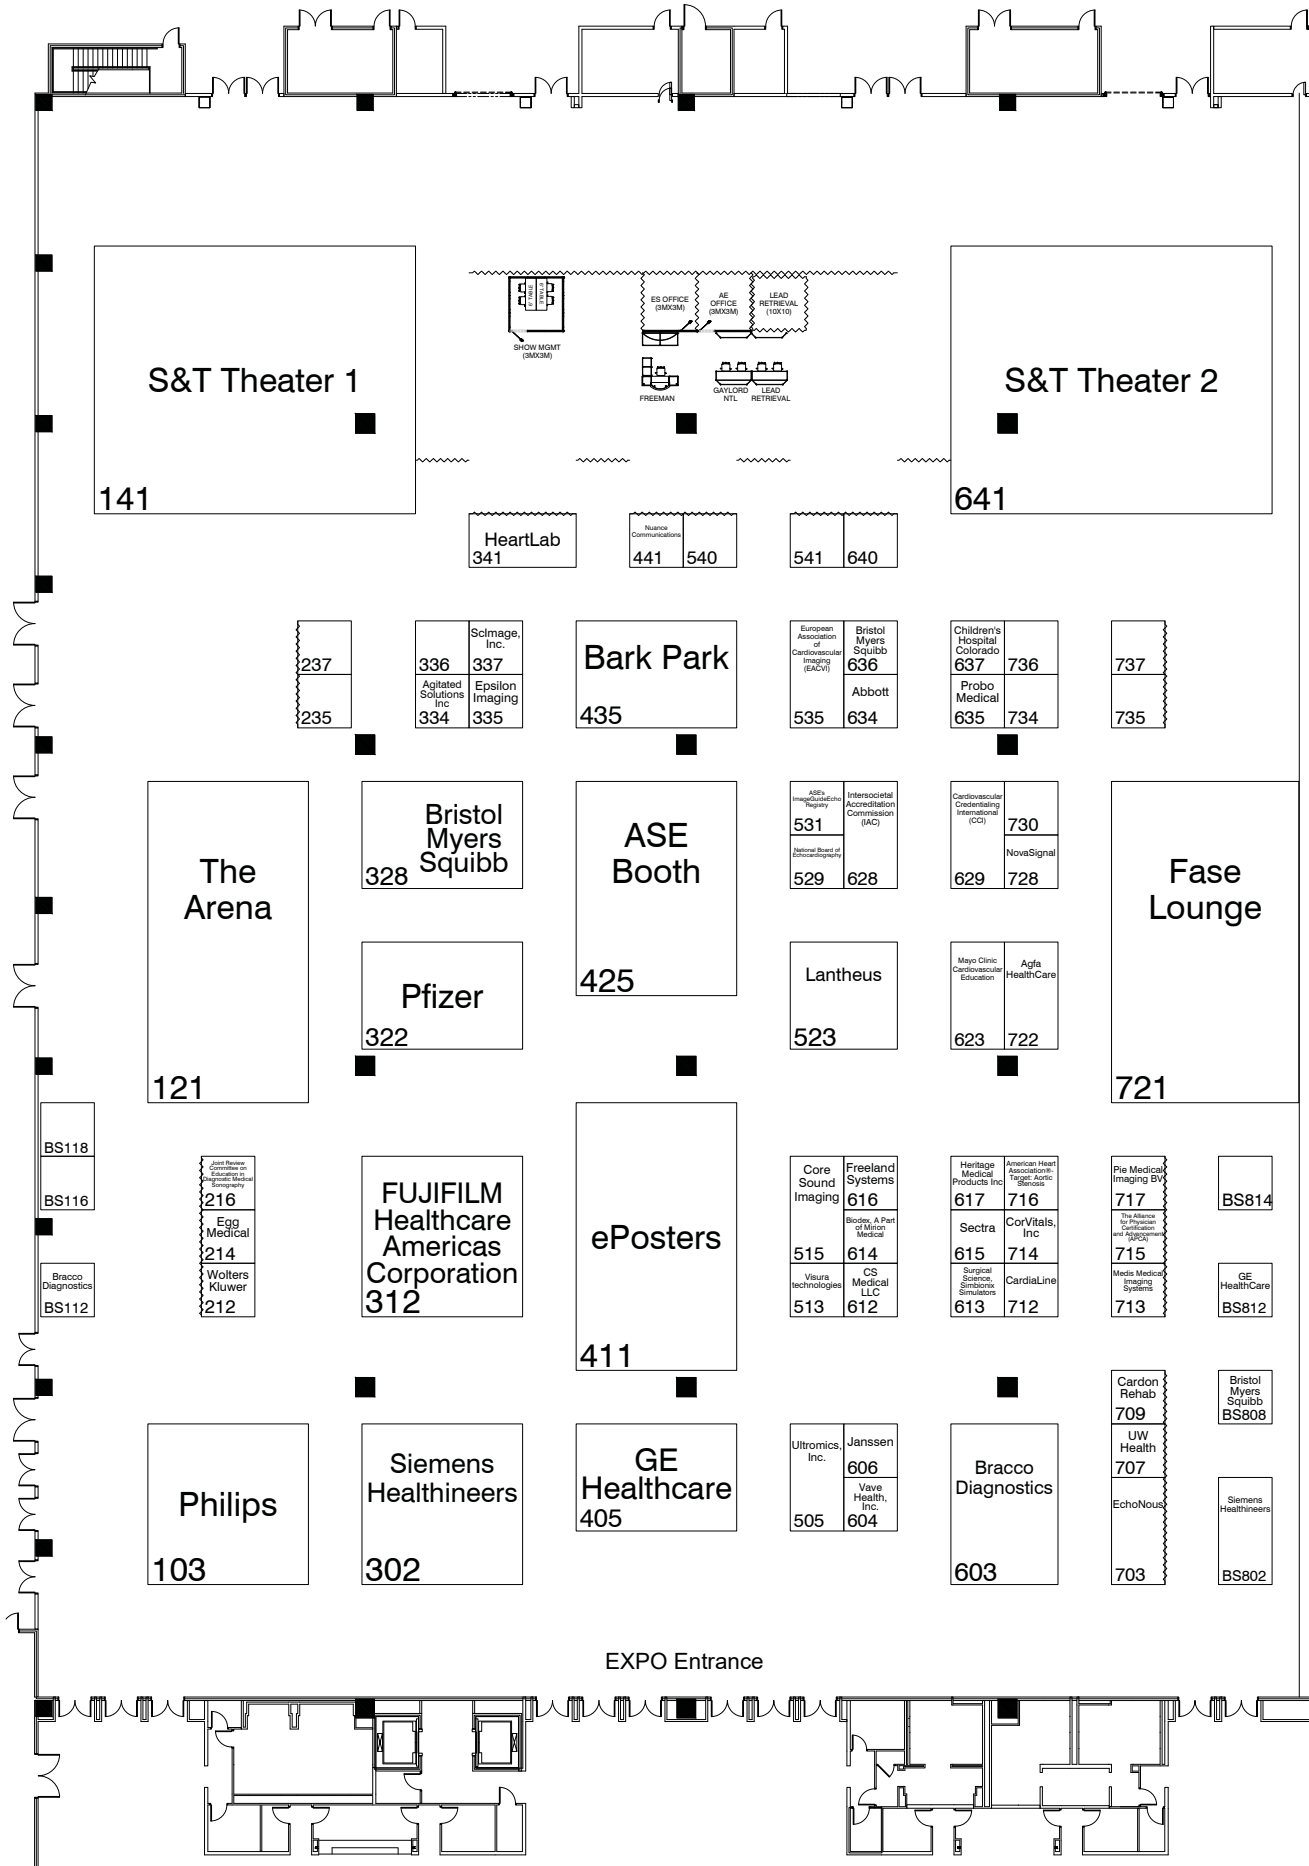 6' TABLE
6' TABLE
SHOW MGMT
(3MX3M)
ES OFFICE
(3MX3M)
AE
OFFICE
(3MX3M)
LEAD
RETRIEVAL
(10X10)
FREEMAN
GAYLORD
NTL
LEAD
RETRIEVAL
S&T Theater 1
141
S&T Theater 2
641
HeartLab
341
Nuance
Communications
441
540
541
640
237
235
336
SclImage,
Inc.
337
Agitated
Solutions
Inc
334
Epsilon
Imaging
335
Bark Park
435
European
Association
of
Cardiovascular
Imaging
(EACVI)
535
Bristol
Myers
Squibb
636
Abbott
634
Children's
Hospital
Colorado
637
736
Probo
Medical
635
734
737
735
The
Arena
121
Bristol
Myers
Squibb
328
ASE
Booth
425
ASE's
ImageGuideEcho
Registry
531
National Board of
Echocardiography
529
Intersocietal
Accreditation
Commission
(IAC)
628
Cardiovascular
Credentialing
International
(CCI)
629
730
NovaSignal
728
Fase
Lounge
721
Pfizer
322
Lantheus
523
Mayo Clinic
Cardiovascular
Education
623
Agfa
HealthCare
722
BS118
BS116
Bracco
Diagnostics
BS112
Joint Review
Committee on
Education in
Diagnostic Medical
Sonography
216
Egg
Medical
214
Wolters
Kluwer
212
FUJIFILM
Healthcare
Americas
Corporation
312
ePosters
411
Core
Sound
Imaging
515
Freeland
Systems
616
Biodex, A Part
of Mirion
Medical
614
Visura
technologies
513
CS
Medical
LLC
612
Heritage
Medical
Products Inc
617
American Heart
Association®-
Target: Aortic
Stenosis
716
Sectra
615
CorVitals,
Inc
714
Surgical
Science,
Simbionix
Simulators
613
CardiaLine
712
Pie Medical
Imaging BV
717
The Alliance
for Physician
Certification
and Advancement
(APCA)
715
Medis Medical
Imaging
Systems
713
BS814
GE
HealthCare
BS812
Cardon
Rehab
709
UW
Health
707
EchoNous
703
Bristol
Myers
Squibb
BS808
Siemens
Healthineers
BS802
Philips
103
Siemens
Healthineers
302
GE
Healthcare
405
Ultromics,
Inc.
505
Janssen
606
Vave
Health,
Inc.
604
Bracco
Diagnostics
603
EXPO Entrance